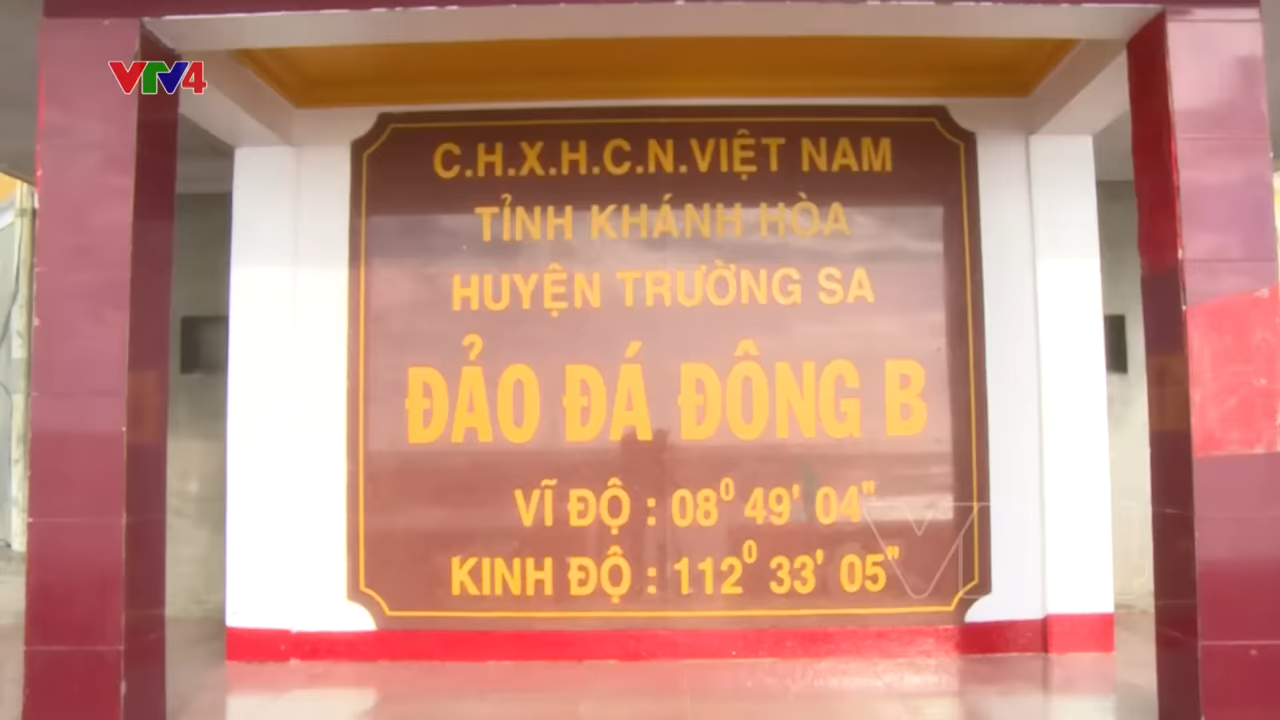 VTV4
C.H.X.H.C.N.VIỆT NAM
TỈNH KHÁNH HÒA
HUYỆN TRƯỜNG SA
ĐẢO ĐÁ ĐÔNG B
VĨ ĐỘ : 08⁰ 49' 04"
KINH ĐỘ : 112⁰ 33' 05"